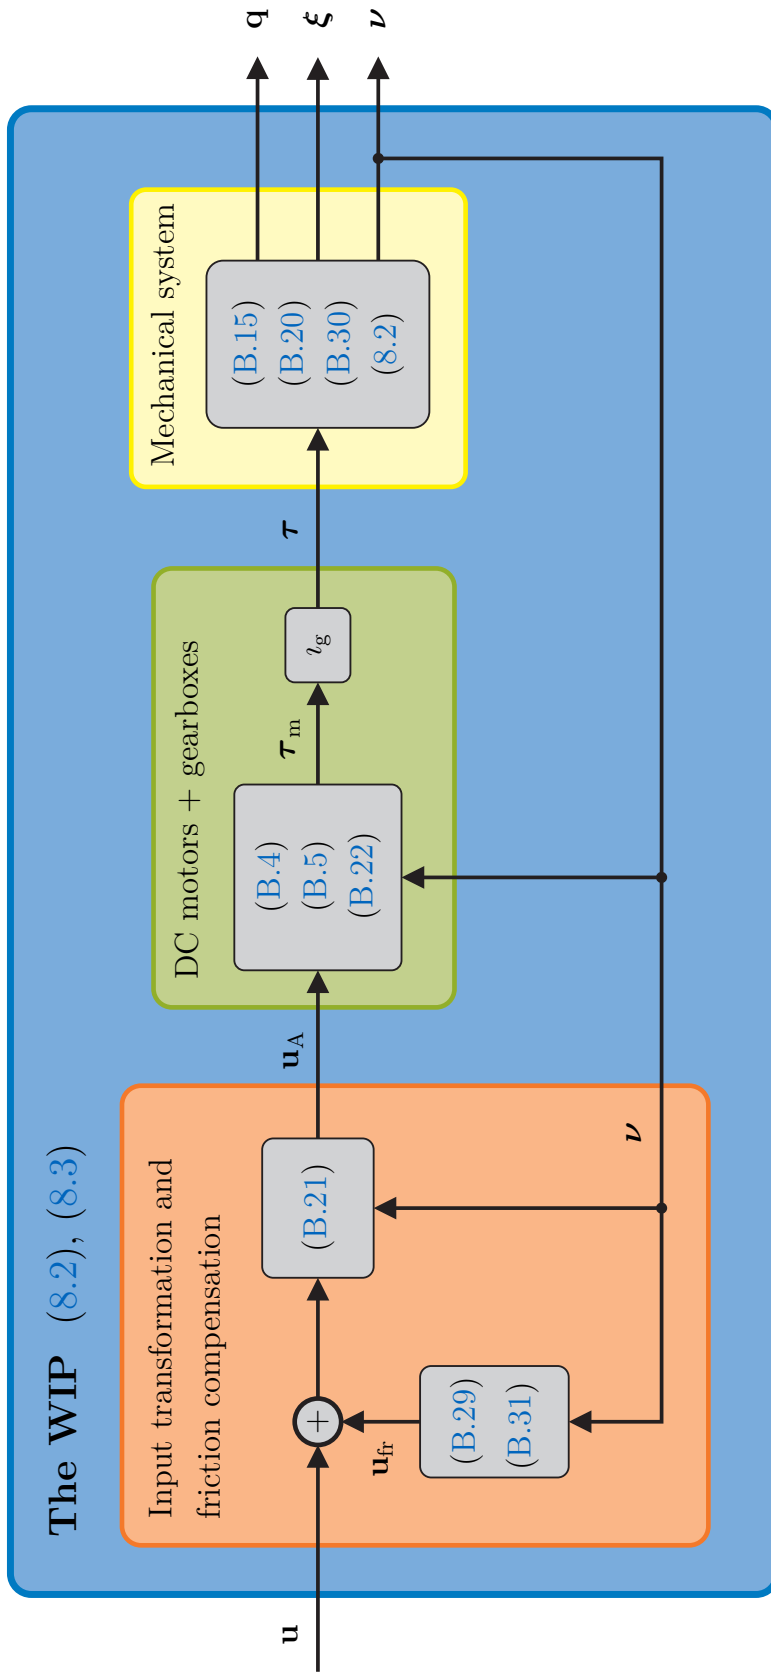 The WIP (8.2), (8.3)
Input transformation and
friction compensation
u
+
u_fr
(B.29)
(B.31)
(B.21)
ν
u_A
DC motors + gearboxes
(B.4)
(B.5)
(B.22)
τ_m
ι_g
τ
Mechanical system
(B.15)
(B.20)
(B.30)
(8.2)
q
ξ
ν